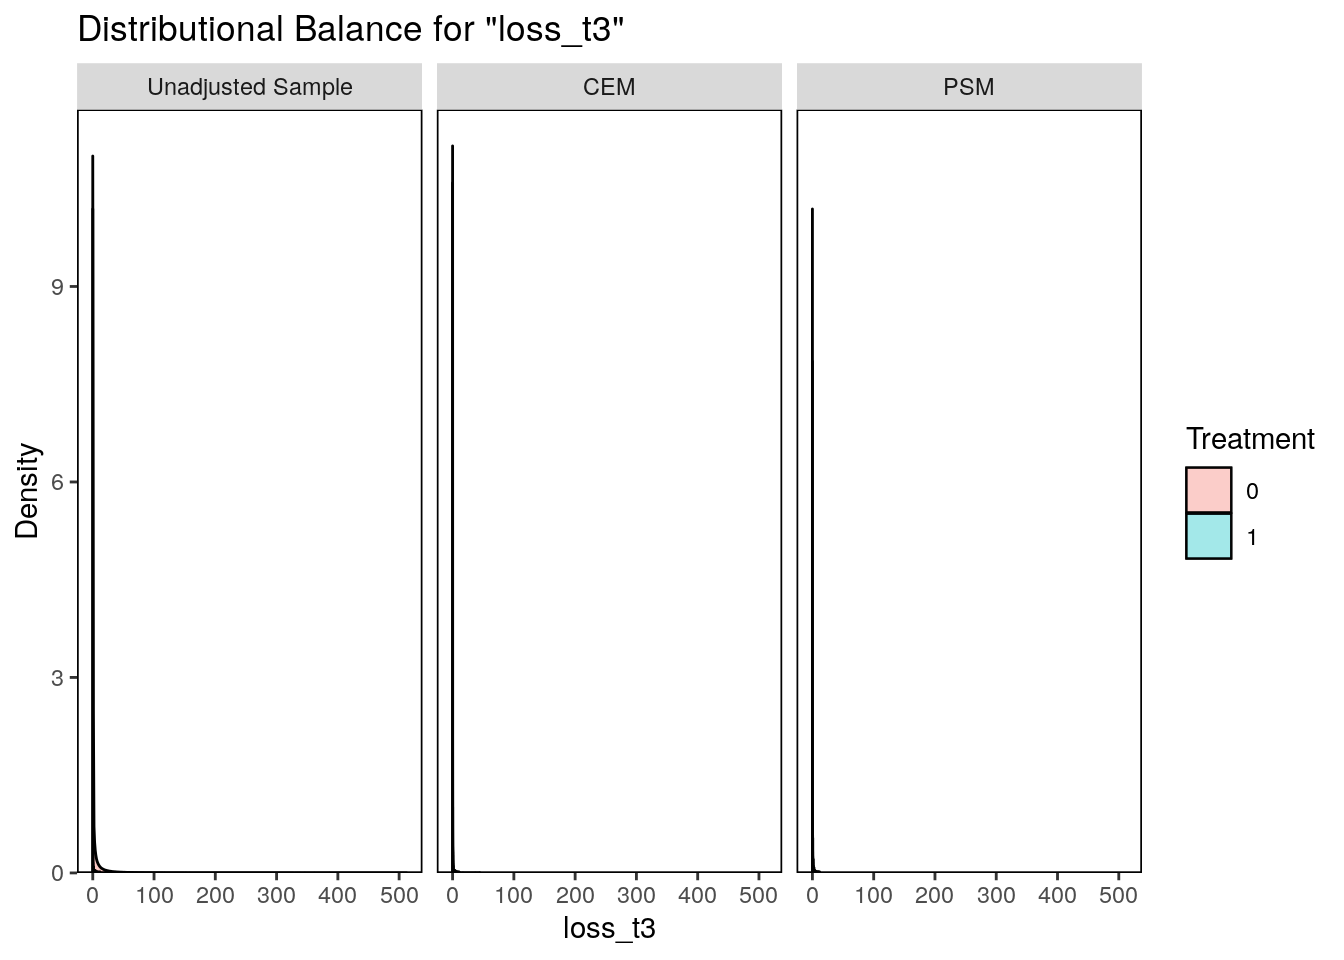 Distributional Balance for "loss_t3"
Unadjusted Sample
CEM
PSM
Density
9
6
3
0
0 100 200 300 400 500
0 100 200 300 400 500
0 100 200 300 400 500
loss_t3
Treatment
0
1